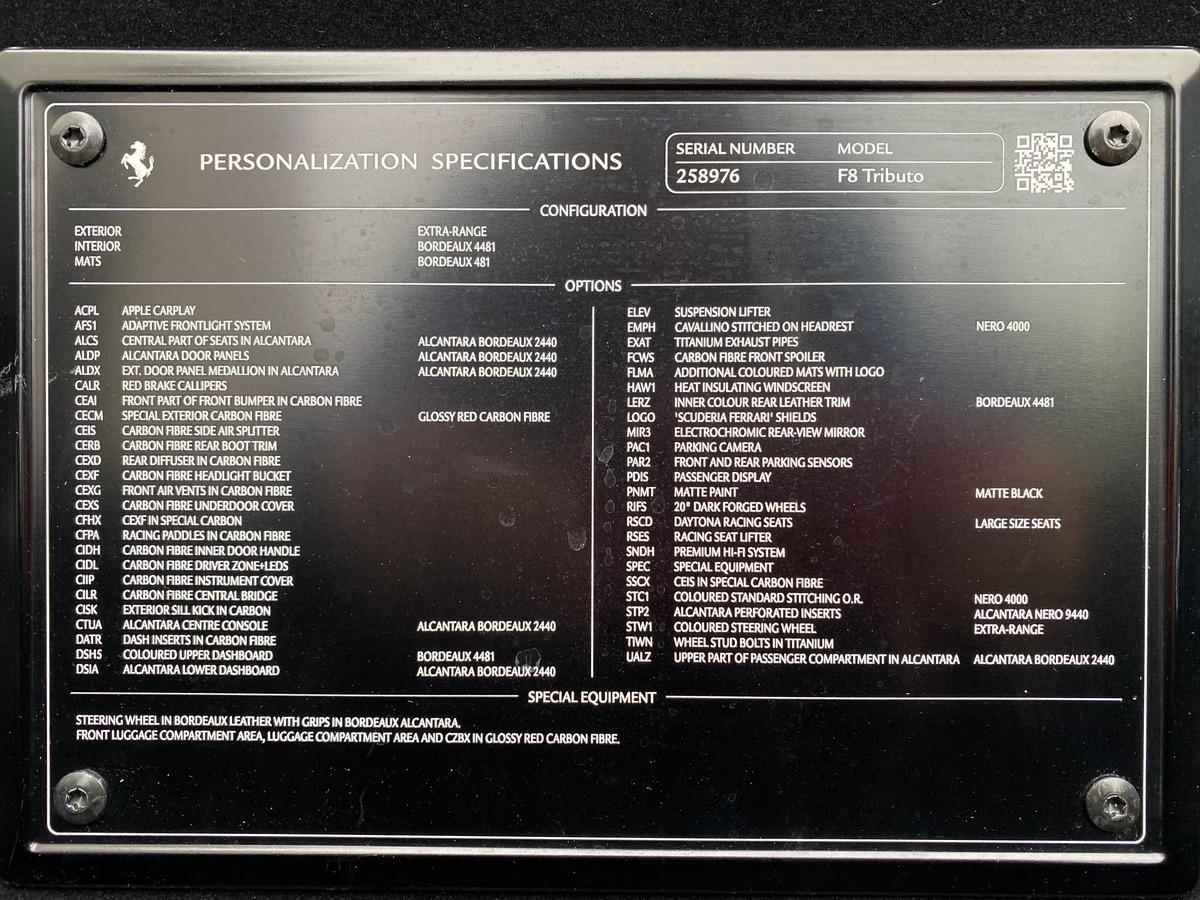 PERSONALIZATION SPECIFICATIONS
SERIAL NUMBER MODEL
258976 F8 Tributo
CONFIGURATION
EXTERIOR EXTRA-RANGE
INTERIOR BORDEAUX 4481
MATS BORDEAUX 481
OPTIONS
ACPL APPLE CARPLAY
AFS1 ADAPTIVE FRONTLIGHT SYSTEM
ALCS CENTRAL PART OF SEATS IN ALCANTARA ALCANTARA BORDEAUX 2440
ALDP ALCANTARA DOOR PANELS ALCANTARA BORDEAUX 2440
ALDX EXT. DOOR PANEL MEDALLION IN ALCANTARA ALCANTARA BORDEAUX 2440
CALR RED BRAKE CALLIPERS
CEAI FRONT PART OF FRONT BUMPER IN CARBON FIBRE
CECM SPECIAL EXTERIOR CARBON FIBRE GLOSSY RED CARBON FIBRE
CEIS CARBON FIBRE SIDE AIR SPLITTER
CERB CARBON FIBRE REAR BOOT TRIM
CEXD REAR DIFFUSER IN CARBON FIBRE
CEXF CARBON FIBRE HEADLIGHT BUCKET
CEXG FRONT AIR VENTS IN CARBON FIBRE
CEXS CARBON FIBRE UNDERDOOR COVER
CFHX CEXF IN SPECIAL CARBON
CFPA RACING PADDLES IN CARBON FIBRE
CIDH CARBON FIBRE INNER DOOR HANDLE
CIDL CARBON FIBRE DRIVER ZONE+LEDS
CIIP CARBON FIBRE INSTRUMENT COVER
CILR CARBON FIBRE CENTRAL BRIDGE
CISK EXTERIOR SILL KICK IN CARBON
CTUA ALCANTARA CENTRE CONSOLE ALCANTARA BORDEAUX 2440
DATR DASH INSERTS IN CARBON FIBRE
DSH5 COLOURED UPPER DASHBOARD BORDEAUX 4481
DSIA ALCANTARA LOWER DASHBOARD ALCANTARA BORDEAUX 2440
ELEV SUSPENSION LIFTER
EMPH CAVALLINO STITCHED ON HEADREST NERO 4000
EXAT TITANIUM EXHAUST PIPES
FCWS CARBON FIBRE FRONT SPOILER
FLMA ADDITIONAL COLOURED MATS WITH LOGO
HAW1 HEAT INSULATING WINDSCREEN
LERZ INNER COLOUR REAR LEATHER TRIM BORDEAUX 4481
LOGO 'SCUDERIA FERRARI' SHIELDS
MIR3 ELECTROCHROMIC REAR-VIEW MIRROR
PAC1 PARKING CAMERA
PAR2 FRONT AND REAR PARKING SENSORS
PDIS PASSENGER DISPLAY
PNMT MATTE PAINT MATTE BLACK
RIFS 20" DARK FORGED WHEELS
RSCD DAYTONA RACING SEATS LARGE SIZE SEATS
RSES RACING SEAT LIFTER
SNDH PREMIUM HI-FI SYSTEM
SPEC SPECIAL EQUIPMENT
SSCX CEIS IN SPECIAL CARBON FIBRE
STC1 COLOURED STANDARD STITCHING O.R. NERO 4000
STP2 ALCANTARA PERFORATED INSERTS ALCANTARA NERO 9440
STW1 COLOURED STEERING WHEEL EXTRA-RANGE
TIWN WHEEL STUD BOLTS IN TITANIUM
UALZ UPPER PART OF PASSENGER COMPARTMENT IN ALCANTARA ALCANTARA BORDEAUX 2440
SPECIAL EQUIPMENT
STEERING WHEEL IN BORDEAUX LEATHER WITH GRIPS IN BORDEAUX ALCANTARA.
FRONT LUGGAGE COMPARTMENT AREA, LUGGAGE COMPARTMENT AREA AND CZBX IN GLOSSY RED CARBON FIBRE.